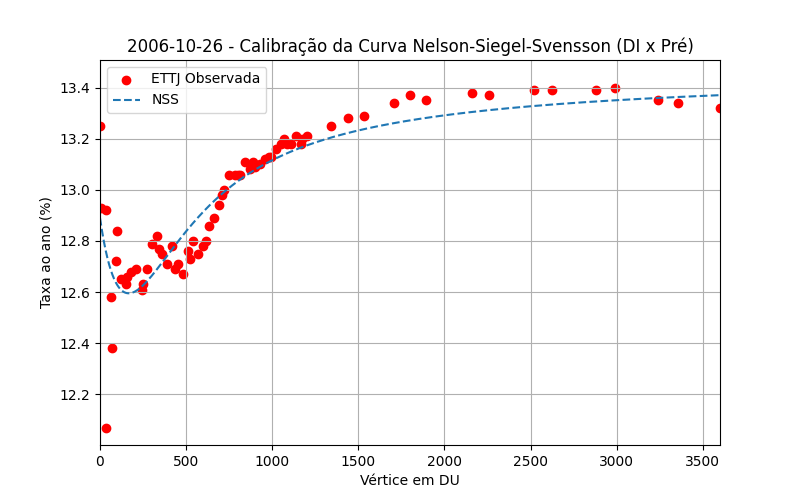 2006-10-26 - Calibração da Curva Nelson-Siegel-Svensson (DI x Pré)
ETTJ Observada
NSS
Taxa ao ano (%)
13.4
13.2
13.0
12.8
12.6
12.4
12.2
0 500 1000 1500 2000 2500 3000 3500
Vértice em DU